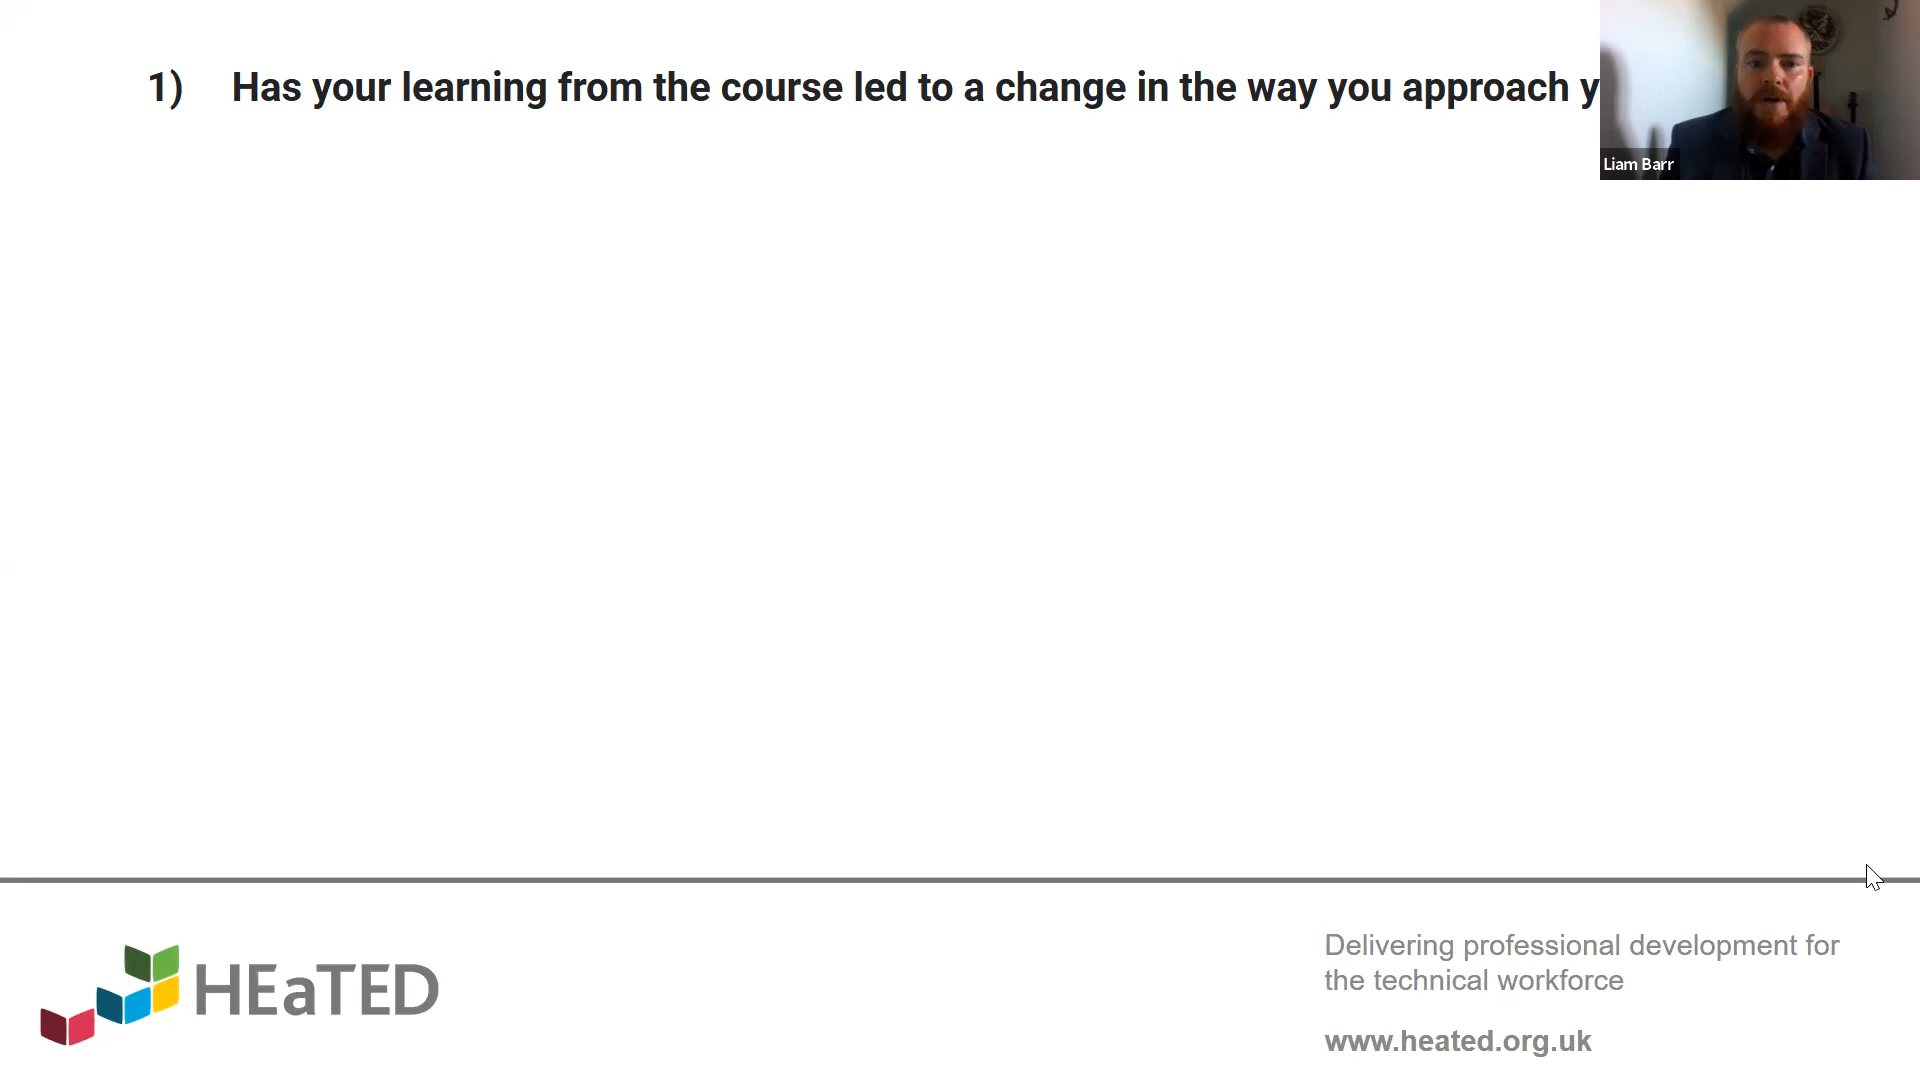 1) Has your learning from the course led to a change in the way you approach
Liam Barr
HEaTED
Delivering professional development for
the technical workforce
www.heated.org.uk